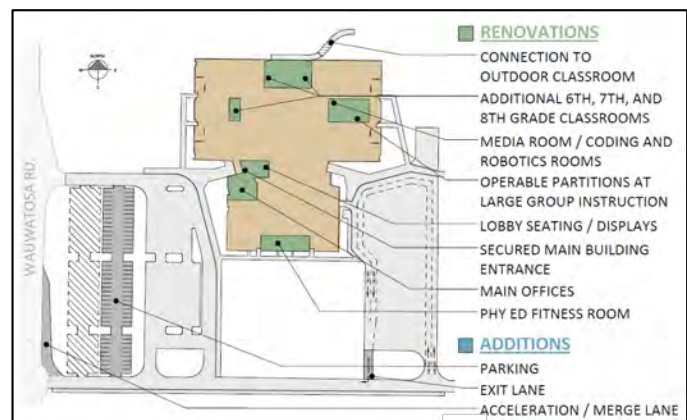 RENOVATIONS
CONNECTION TO
OUTDOOR CLASSROOM
ADDITIONAL 6TH, 7TH, AND
8TH GRADE CLASSROOMS
MEDIA ROOM / CODING AND
ROBOTICS ROOMS
OPERABLE PARTITIONS AT
LARGE GROUP INSTRUCTION
LOBBY SEATING / DISPLAYS
SECURED MAIN BUILDING
ENTRANCE
MAIN OFFICES
PHY ED FITNESS ROOM
ADDITIONS
PARKING
EXIT LANE
ACCELERATION / MERGE LANE
NORTH
WAUWATOSA RD.